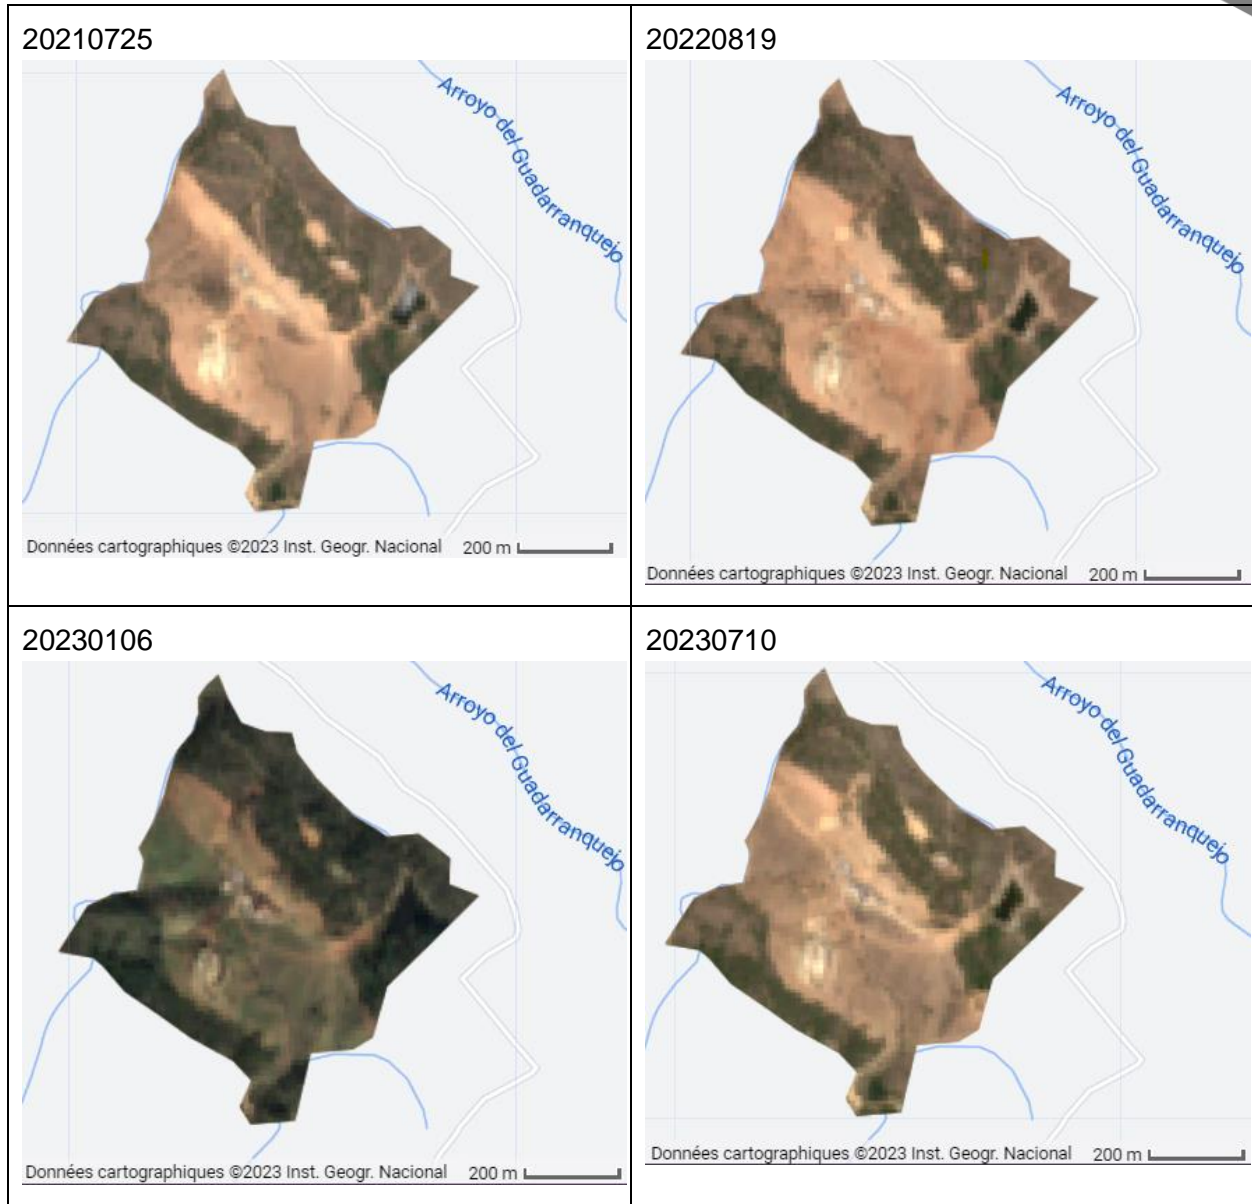 20210725
Arroyo del Guadarranquejo
Données cartographiques ©2023 Inst. Geogr. Nacional 200 m
20220819
Arroyo del Guadarranquejo
Données cartographiques ©2023 Inst. Geogr. Nacional 200 m
20230106
Arroyo del Guadarranquejo
Données cartographiques ©2023 Inst. Geogr. Nacional 200 m
20230710
Arroyo del Guadarranquejo
Données cartographiques ©2023 Inst. Geogr. Nacional 200 m